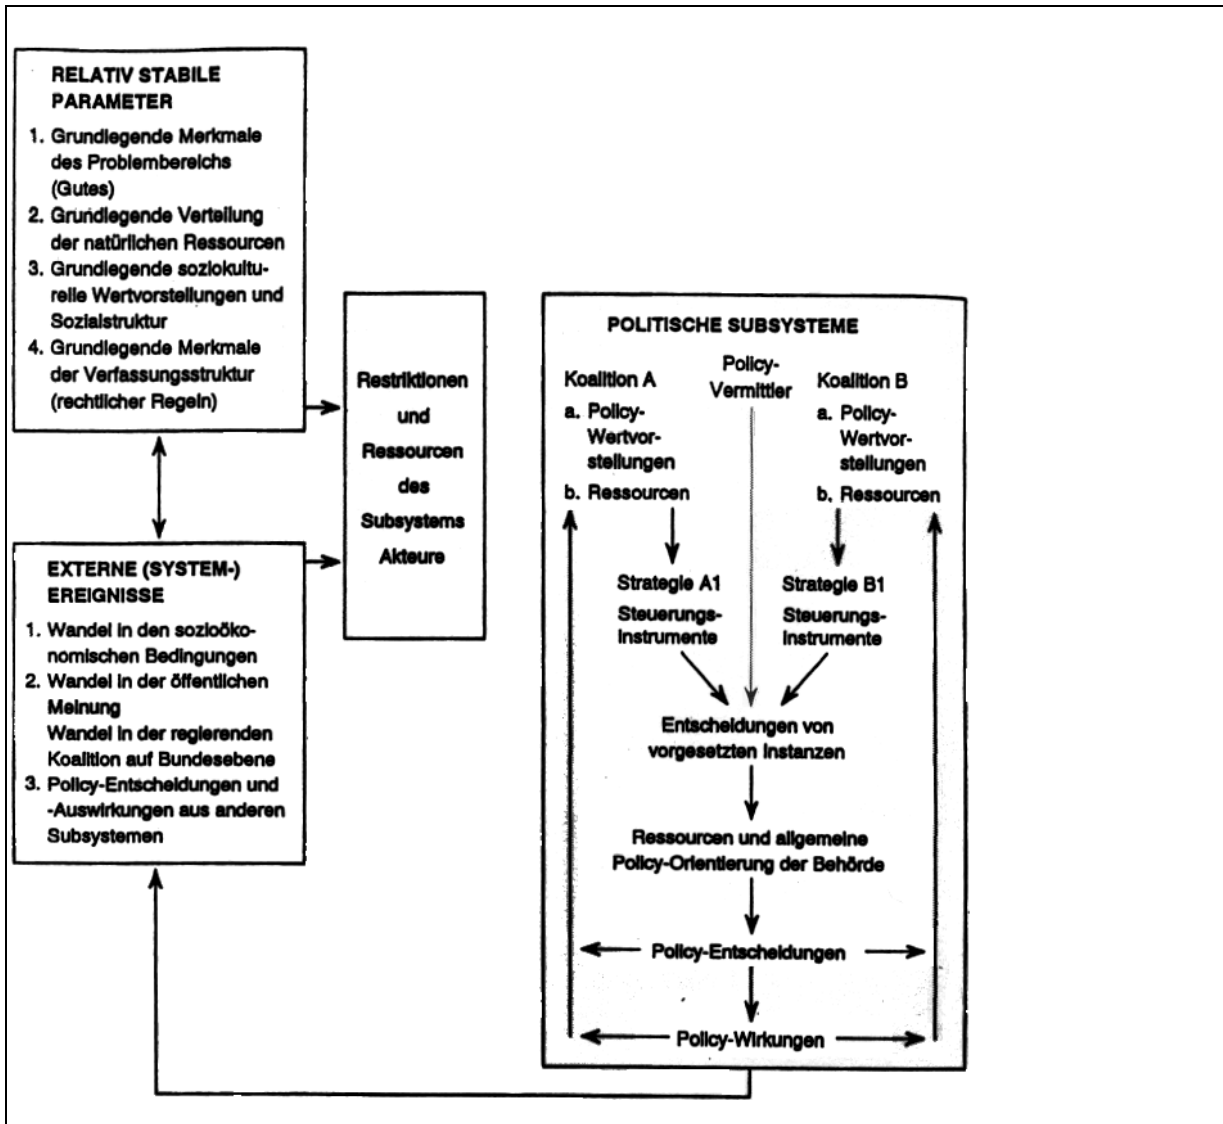 RELATIV STABILE
PARAMETER
1. Grundlegende Merkmale
des Problembereichs
(Gutes)
2. Grundlegende Verteilung
der natürlichen Ressourcen
3. Grundlegende soziokultu-
relle Wertvorstellungen und
Sozialstruktur
4. Grundlegende Merkmale
der Verfassungsstruktur
(rechtlicher Regeln)
EXTERNE (SYSTEM-)
EREIGNISSE
1. Wandel in den sozioöko-
nomischen Bedingungen
2. Wandel in der öffentlichen
Meinung
Wandel in der regierenden
Koalition auf Bundesebene
3. Policy-Entscheidungen und
-Auswirkungen aus anderen
Subsystemen
Restriktionen
und
Ressourcen
des
Subsystems
Akteure
POLITISCHE SUBSYSTEME
Policy-
Vermittler
Koalition A
a. Policy-
Wertvor-
stellungen
b. Ressourcen
Strategie A1
Steuerungs-
instrumente
Koalition B
a. Policy-
Wertvor-
stellungen
b. Ressourcen
Strategie B1
Steuerungs-
instrumente
Entscheidungen von
vorgesetzten Instanzen
Ressourcen und allgemeine
Policy-Orientierung der Behörde
Policy-Entscheidungen
Policy-Wirkungen